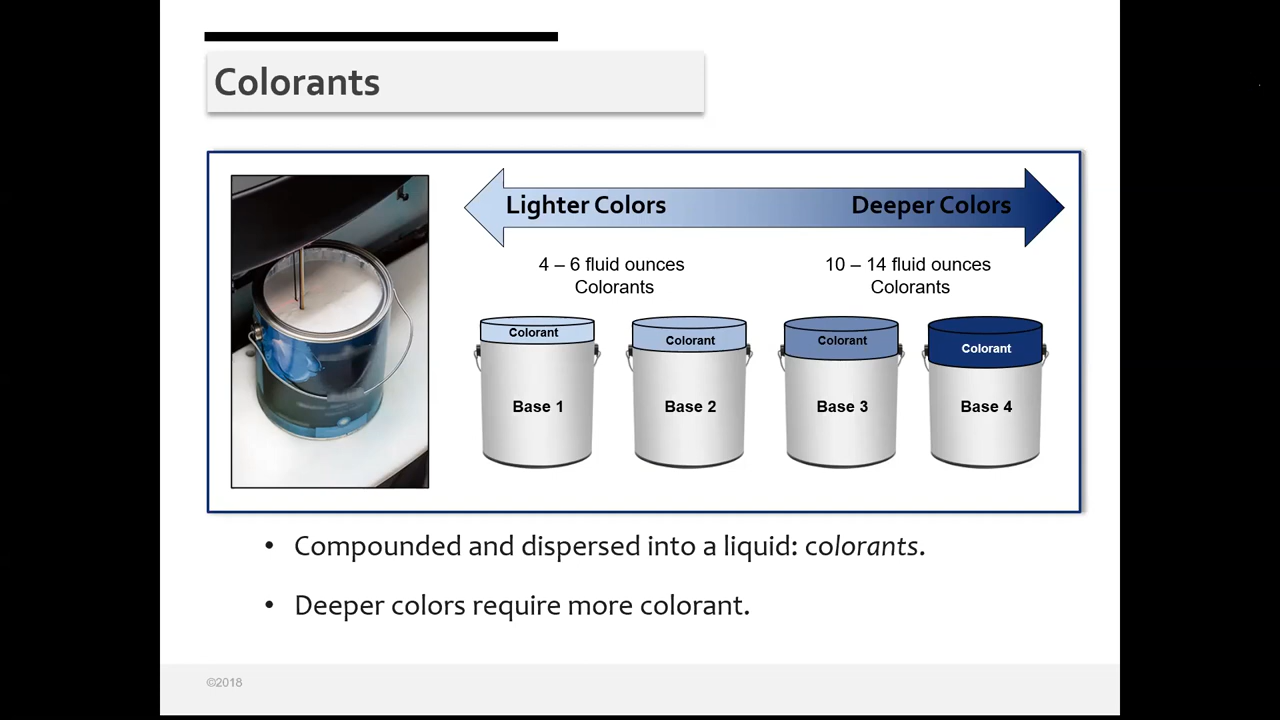 Colorants
Lighter Colors
Deeper Colors
4 – 6 fluid ounces
Colorants
10 – 14 fluid ounces
Colorants
Colorant
Colorant
Colorant
Colorant
Base 1
Base 2
Base 3
Base 4
• Compounded and dispersed into a liquid: colorants.
• Deeper colors require more colorant.
©2018